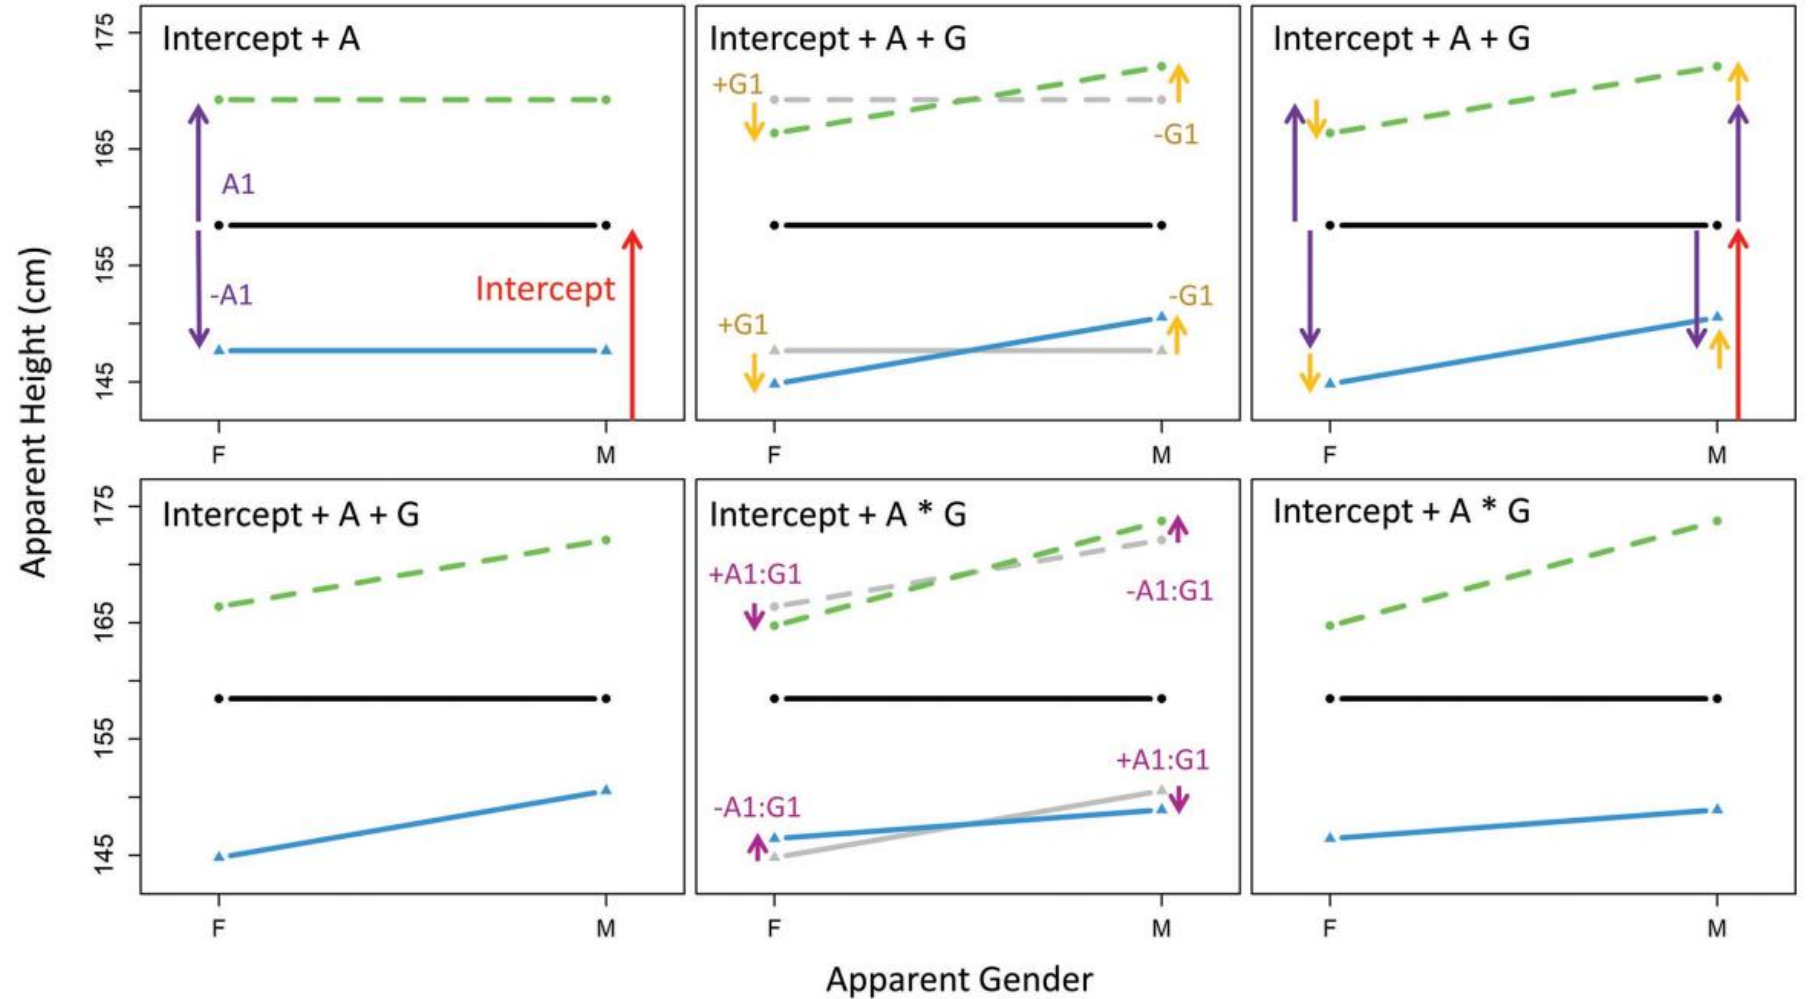 Apparent Height (cm)
Intercept + A
175
165
155
145
A1
-A1
Intercept
F
M
Intercept + A + G
+G1
-G1
+G1
-G1
F
M
Intercept + A + G
F
M
Intercept + A + G
175
165
155
145
F
M
Intercept + A * G
+A1:G1
-A1:G1
+A1:G1
-A1:G1
F
M
Intercept + A * G
F
M
Apparent Gender